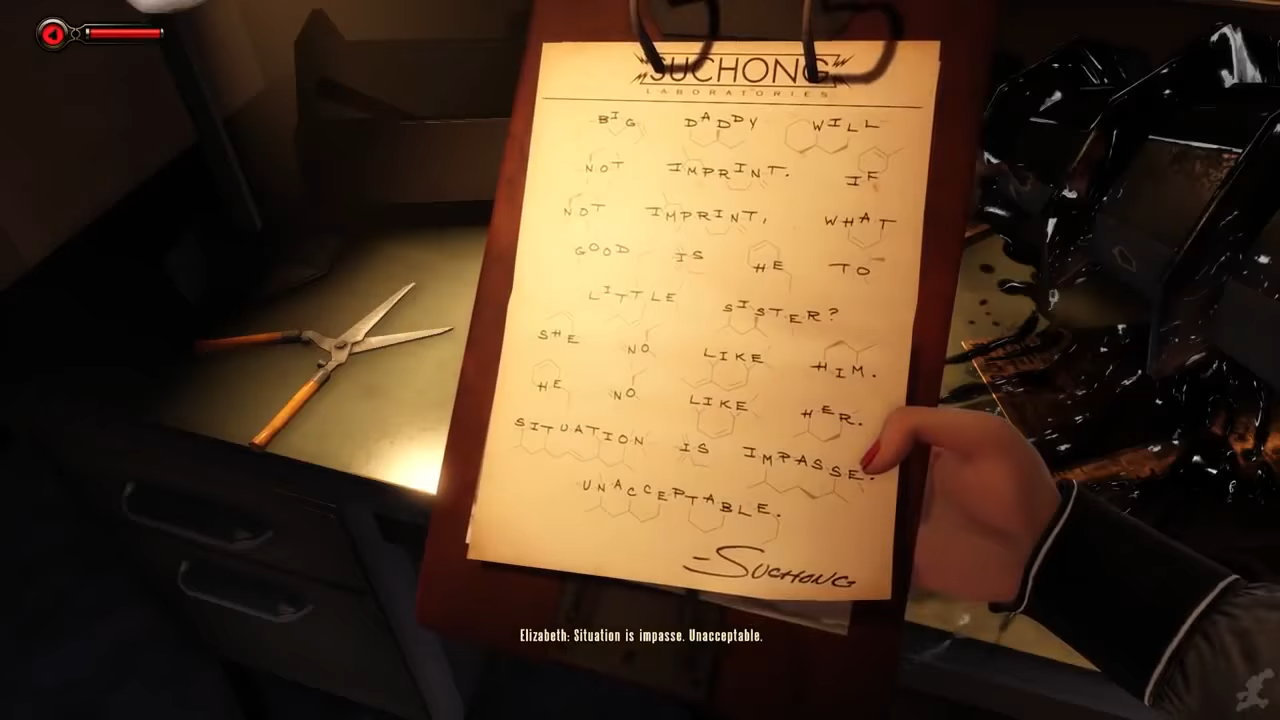 SUCHONG
LABORATORIES
BIG DADDY WILL
NOT IMPRINT. IF
NOT IMPRINT, WHAT
GOOD IS HE TO
LITTLE SISTER?
SHE NO LIKE HIM.
HE NO LIKE HER.
SITUATION IS IMPASSE.
UNACCEPTABLE.
-SUCHONG
Elizabeth: Situation is impasse. Unacceptable.